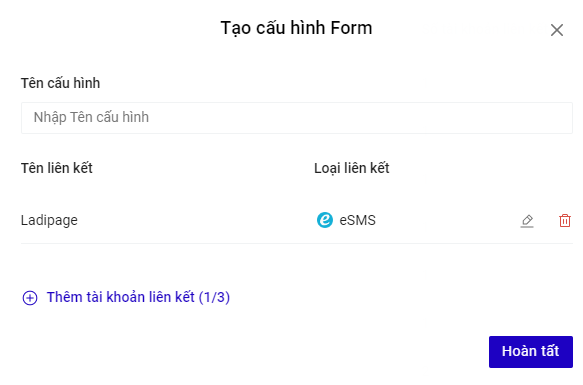 Tạo cấu hình Form
Tên cấu hình
Nhập Tên cấu hình
Tên liên kết Loại liên kết
Ladipage eSMS
Thêm tài khoản liên kết (1/3)
Hoàn tất